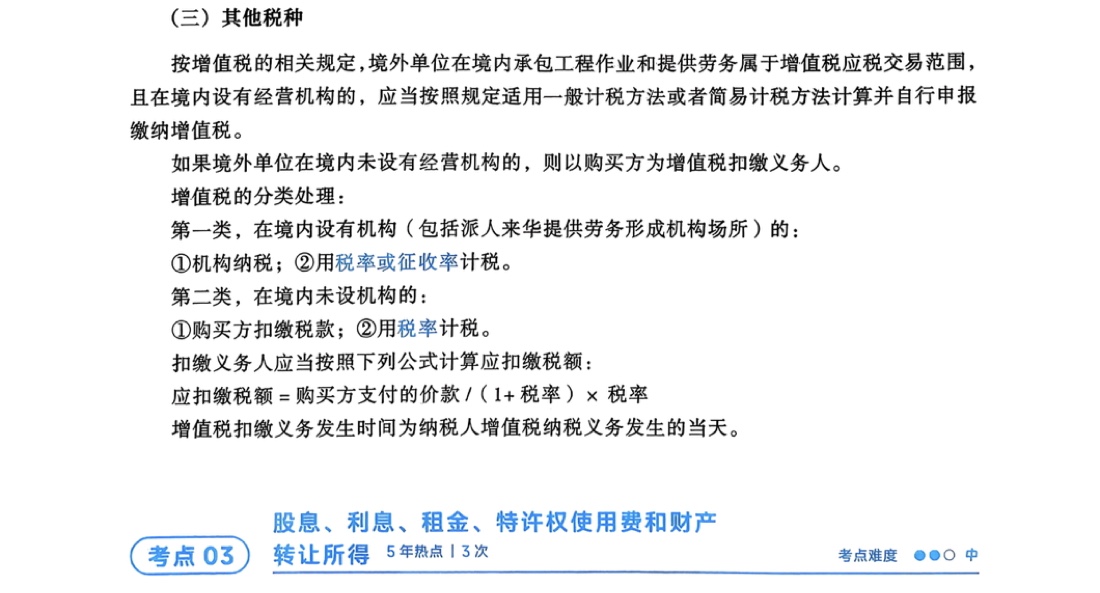 （三）其他税种
按增值税的相关规定，境外单位在境内承包工程作业和提供劳务属于增值税应税交易范围，
且在境内设有经营机构的，应当按照规定适用一般计税方法或者简易计税方法计算并自行申报
缴纳增值税。
如果境外单位在境内未设有经营机构的，则以购买方为增值税扣缴义务人。
增值税的分类处理：
第一类，在境内设有机构（包括派人来华提供劳务形成机构场所）的：
①机构纳税；②用税率或征收率计税。
第二类，在境内未设机构的：
①购买方扣缴税款；②用税率计税。
扣缴义务人应当按照下列公式计算应扣缴税额：
应扣缴税额 = 购买方支付的价款 /（1+ 税率）× 税率
增值税扣缴义务发生时间为纳税人增值税纳税义务发生的当天。
考点 03
股息、利息、租金、特许权使用费和财产
转让所得 5 年热点 | 3 次
考点难度 中